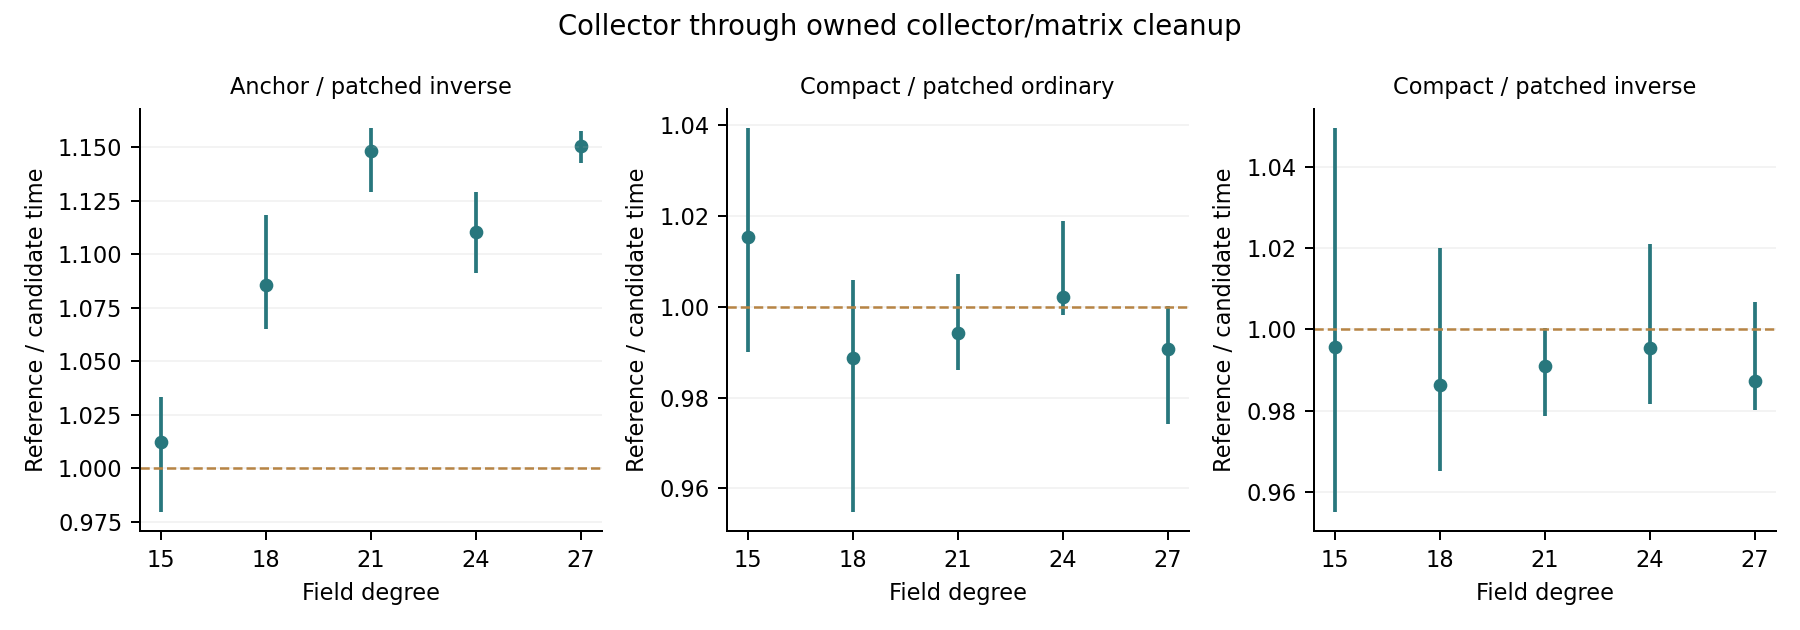 Collector through owned collector/matrix cleanup
Anchor / patched inverse
Reference / candidate time
1.150
1.125
1.100
1.075
1.050
1.025
1.000
0.975
15 18 21 24 27
Field degree
Compact / patched ordinary
Reference / candidate time
1.04
1.02
1.00
0.98
0.96
15 18 21 24 27
Field degree
Compact / patched inverse
Reference / candidate time
1.04
1.02
1.00
0.98
0.96
15 18 21 24 27
Field degree